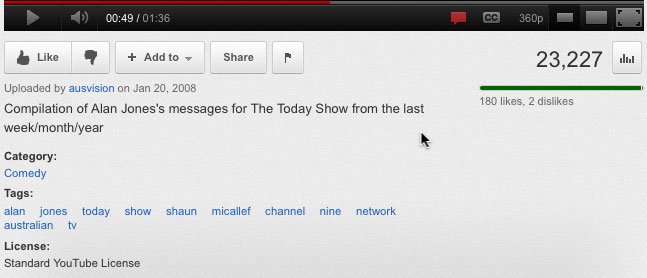 00:49 / 01:36 CC 360p
Like + Add to Share 23,227
Uploaded by ausvision on Jan 20, 2008
180 likes, 2 dislikes
Compilation of Alan Jones's messages for The Today Show from the last
week/month/year
Category:
Comedy
Tags:
alan jones today show shaun micallef channel nine network
australian tv
License:
Standard YouTube License